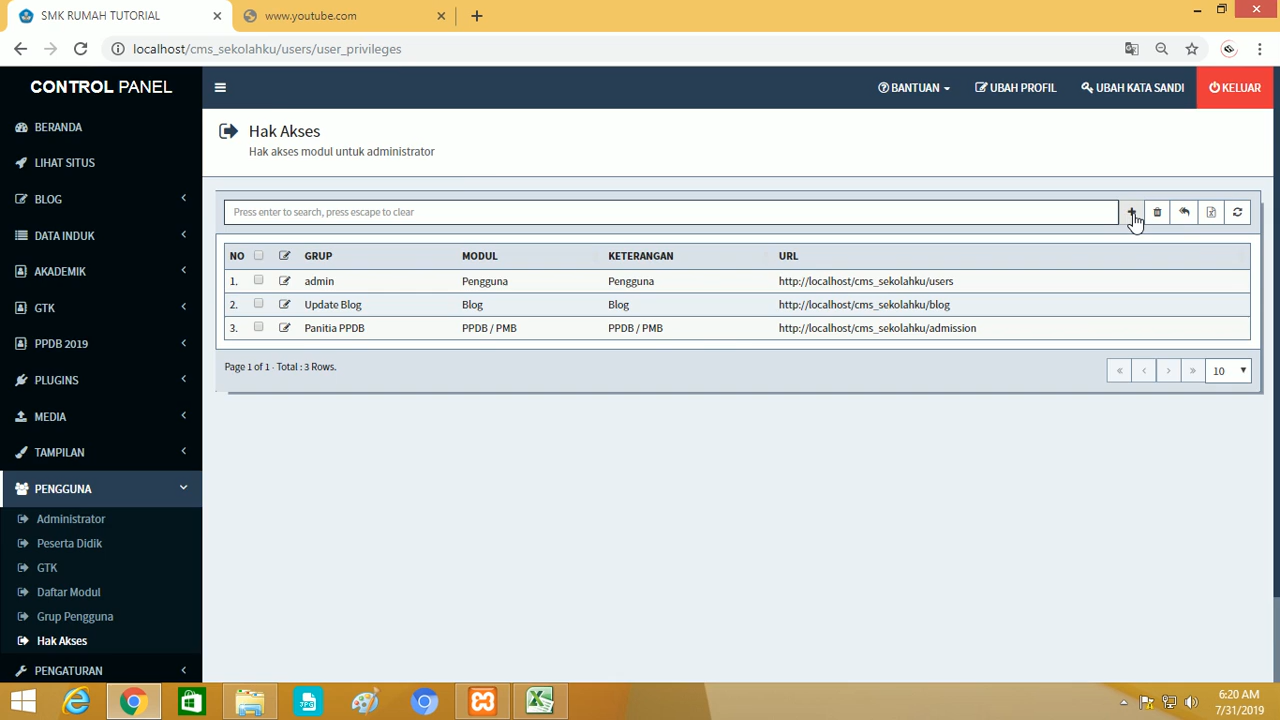 SMK RUMAH TUTORIAL
www.youtube.com
localhost/cms_sekolahku/users/user_privileges
CONTROL PANEL
BANTUAN
UBAH PROFIL
UBAH KATA SANDI
KELUAR
BERANDA
LIHAT SITUS
BLOG
DATA INDUK
AKADEMIK
GTK
PPDB 2019
PLUGINS
MEDIA
TAMPILAN
PENGGUNA
Administrator
Peserta Didik
GTK
Daftar Modul
Grup Pengguna
Hak Akses
PENGATURAN
Hak Akses
Hak akses modul untuk administrator
Press enter to search, press escape to clear
NO GRUP MODUL KETERANGAN URL
1. admin Pengguna Pengguna http://localhost/cms_sekolahku/users
2. Update Blog Blog Blog http://localhost/cms_sekolahku/blog
3. Panitia PPDB PPDB / PMB PPDB / PMB http://localhost/cms_sekolahku/admission
Page 1 of 1 - Total : 3 Rows.
« ‹ › » 10
JPG
6:20 AM
7/31/2019